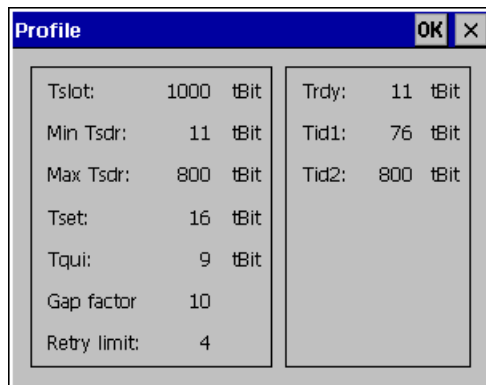 Profile OK ×
Tslot: 1000 tBit
Min Tsdr: 11 tBit
Max Tsdr: 800 tBit
Tset: 16 tBit
Tqui: 9 tBit
Gap factor 10
Retry limit: 4
Trdy: 11 tBit
Tid1: 76 tBit
Tid2: 800 tBit